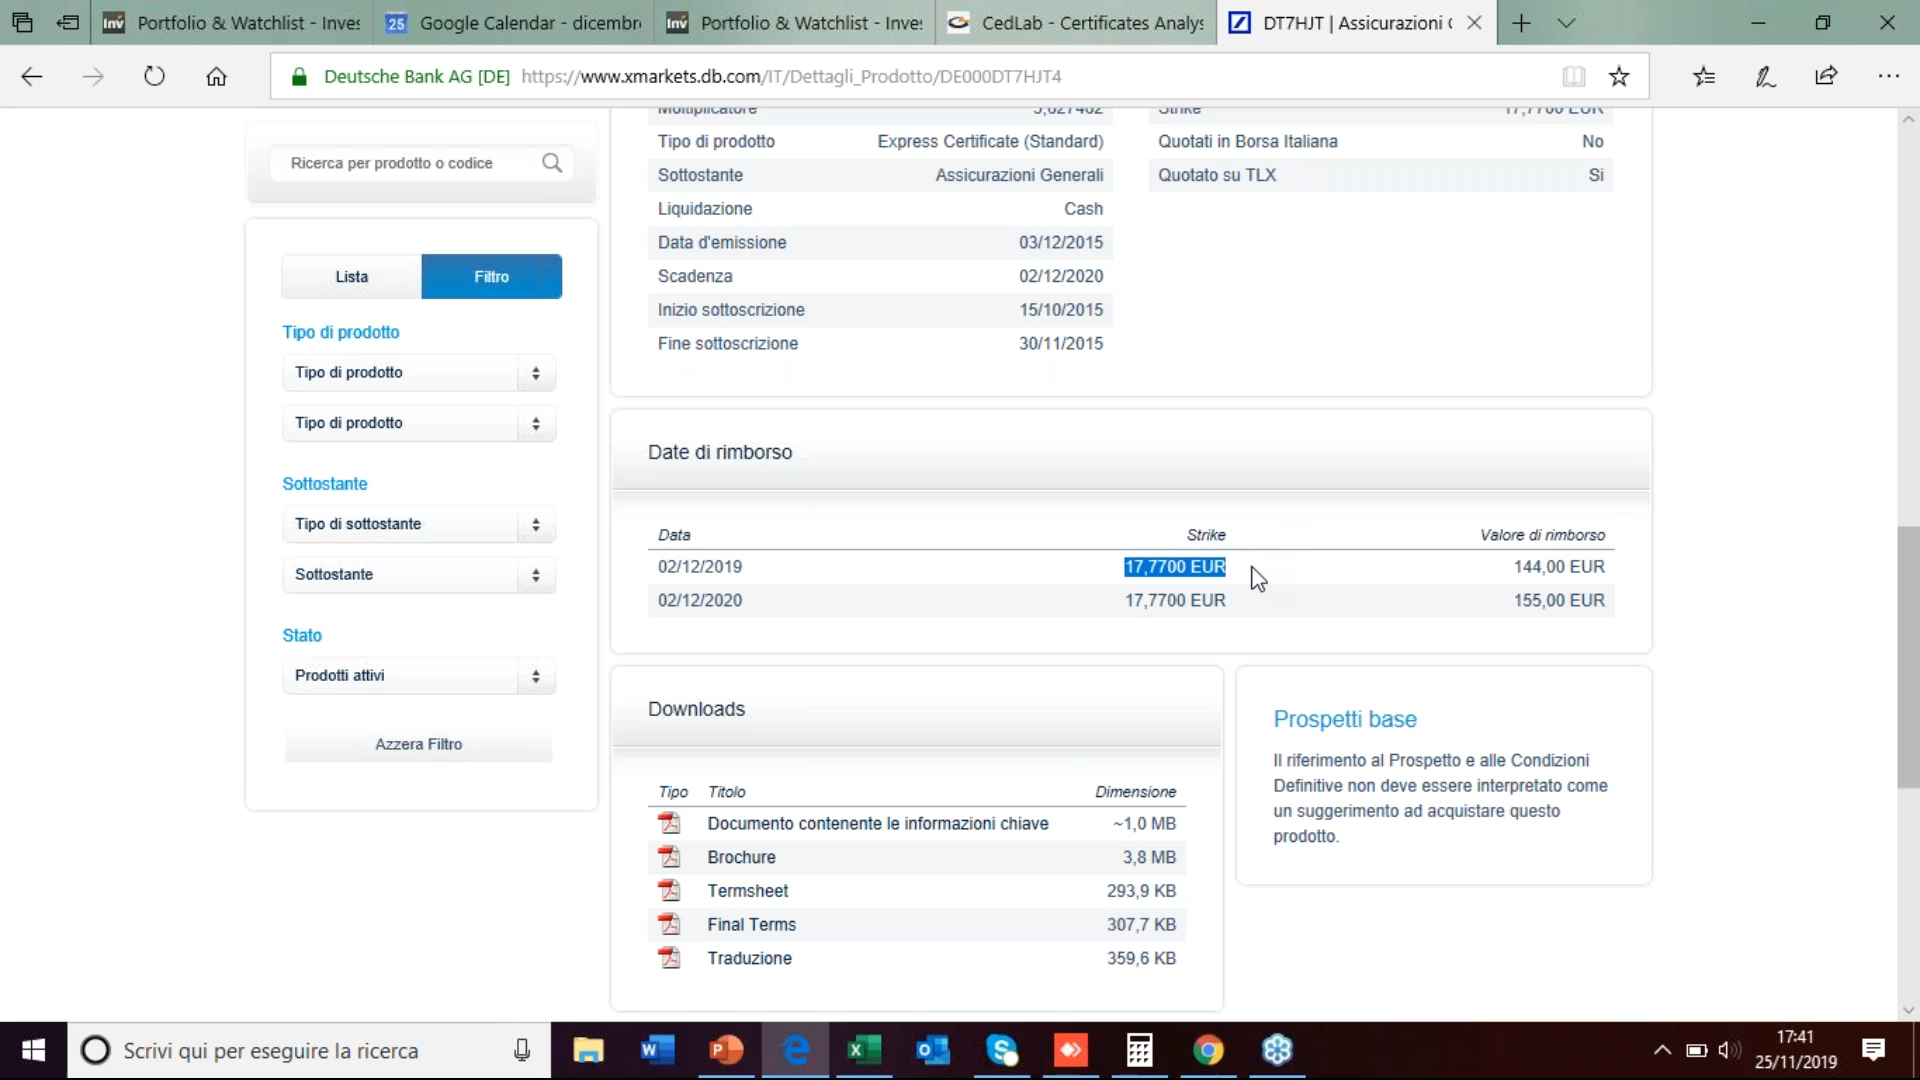 Portfolio & Watchlist - Inves
25 Google Calendar - dicembre
Portfolio & Watchlist - Inves
CedLab - Certificates Analys
DT7HJT | Assicurazioni G
Deutsche Bank AG [DE] https://www.xmarkets.db.com/IT/Dettagli_Prodotto/DE000DT7HJT4
Ricerca per prodotto o codice
Lista Filtro
Tipo di prodotto
Tipo di prodotto
Tipo di prodotto
Sottostante
Tipo di sottostante
Sottostante
Stato
Prodotti attivi
Azzera Filtro
Moltiplicatore 5,627462
Tipo di prodotto Express Certificate (Standard)
Sottostante Assicurazioni Generali
Liquidazione Cash
Data d'emissione 03/12/2015
Scadenza 02/12/2020
Inizio sottoscrizione 15/10/2015
Fine sottoscrizione 30/11/2015
Strike 17,7700 EUR
Quotati in Borsa Italiana No
Quotato su TLX Si
Date di rimborso
Data Strike Valore di rimborso
02/12/2019 17,7700 EUR 144,00 EUR
02/12/2020 17,7700 EUR 155,00 EUR
Downloads
Tipo Titolo Dimensione
Documento contenente le informazioni chiave ~1,0 MB
Brochure 3,8 MB
Termsheet 293,9 KB
Final Terms 307,7 KB
Traduzione 359,6 KB
Prospetti base
Il riferimento al Prospetto e alle Condizioni
Definitive non deve essere interpretato come
un suggerimento ad acquistare questo
prodotto.
Scrivi qui per eseguire la ricerca
17:41
25/11/2019